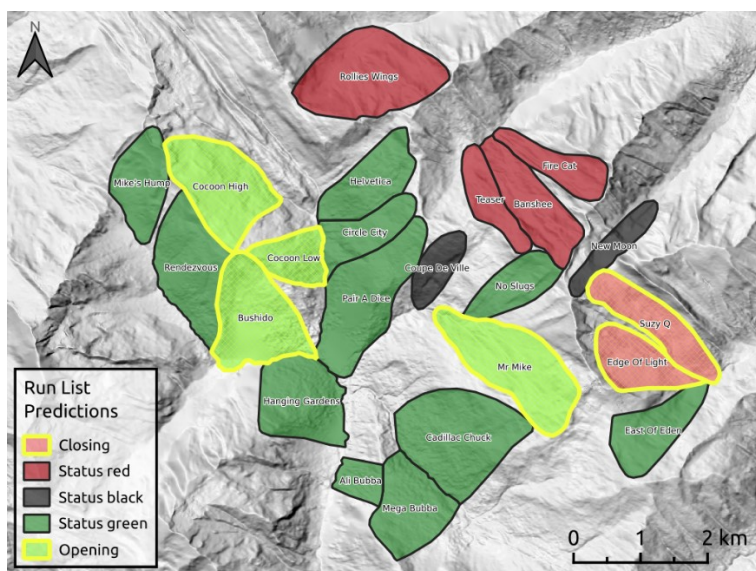 N
Rollies Wings
Mike's Hump
Cocoon High
Helvetica
Fire Cat
Teaser
Banshee
Circle City
New Moon
Rendezvous
Cocoon Low
Coupe De Ville
No Slugs
Pair A Dice
Bushido
Suzy Q
Edge Of Light
Mr Mike
Hanging Gardens
Cadillac Chuck
East Of Eden
Ali Bubba
Mega Bubba
Run List
Predictions
Closing
Status red
Status black
Status green
Opening
0 1 2 km